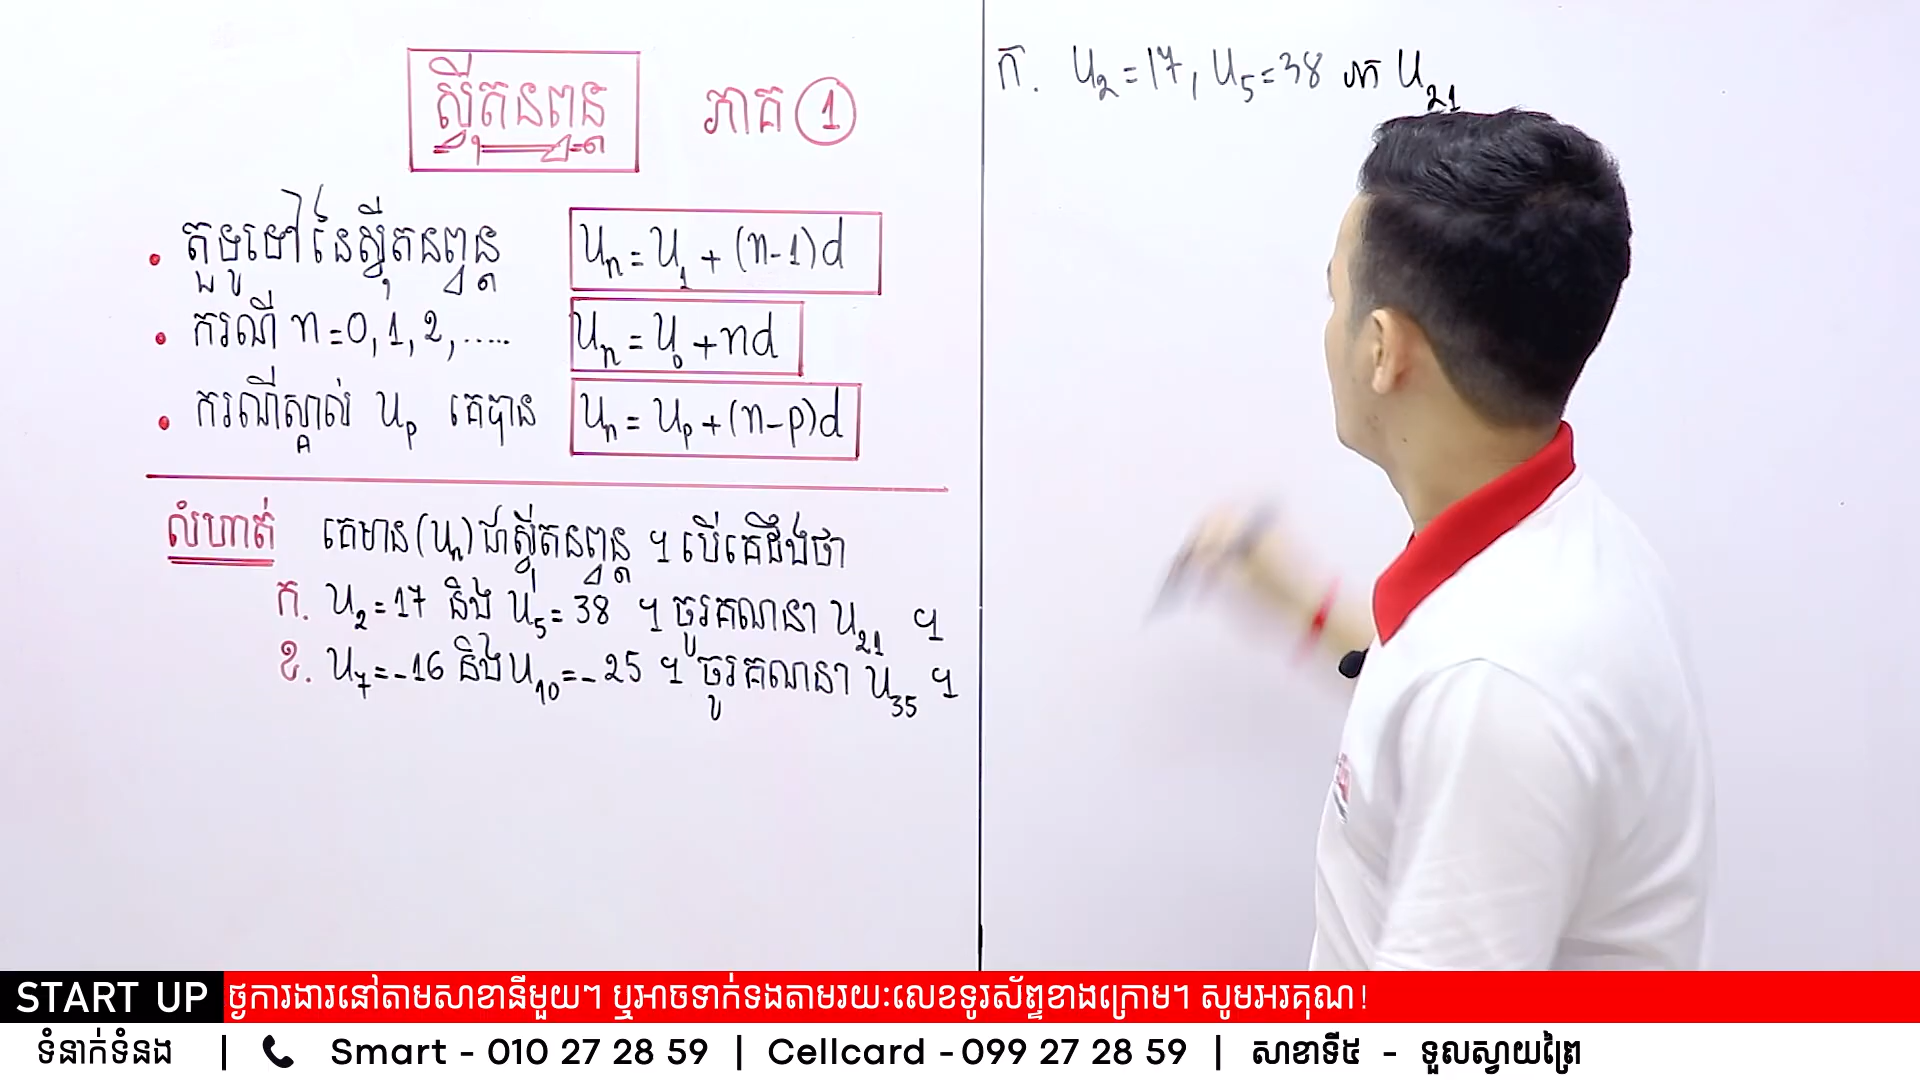 ស្វ៊ីតនព្វន្ត
ភាគ 1
• តួទូទៅនៃស្វ៊ីតនព្វន្ត Uₙ = U₁ + (n-1)d
• ករណី n = 0, 1, 2, ..... Uₙ = U₀ + nd
• ករណីស្គាល់ Uₚ គេបាន Uₙ = Uₚ + (n-p)d
លំហាត់ គេមាន (Uₙ) ជាស្វ៊ីតនព្វន្ត ។ បើគេដឹងថា
ក. U₂ = 17 និង U₅ = 38 ។ ចូរគណនា U₂₁ ។
ខ. U₇ = -16 និង U₁₀ = -25 ។ ចូរគណនា U₃₅ ។
ក. U₂ = 17, U₅ = 38 រក U₂₁
START UP ថ្ងៃការងារនៅតាមសាខានីមួយៗ ឬអាចទាក់ទងតាមរយៈលេខទូរស័ព្ទខាងក្រោម។ សូមអរគុណ!
ទំនាក់ទំនង | Smart - 010 27 28 59 | Cellcard - 099 27 28 59 | សាខាទី៥ - ទួលស្វាយព្រៃ